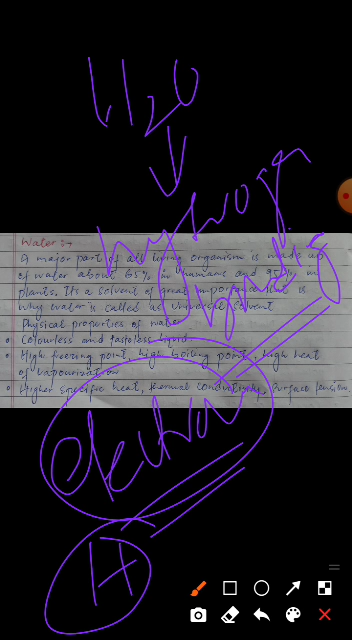 H2O
Water :-
A major part of all living organism is made up
of water about 65% in humans and 95% in
plants. It's a solvent of great importance that is
why water is called as universal solvent
Physical properties of water
• Colourless and tasteless liquid.
• High freezing point, high boiling point, high heat
of vapourization
• Higher specific heat, thermal conductivity, surface tension,
electron
H